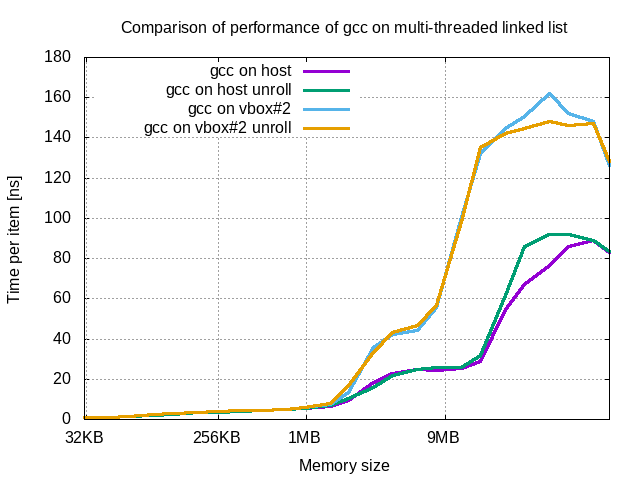 Comparison of performance of gcc on multi-threaded linked list
gcc on host
gcc on host unroll
gcc on vbox#2
gcc on vbox#2 unroll
180
160
140
120
100
80
60
40
20
0
Time per item [ns]
32KB
256KB
1MB
9MB
Memory size